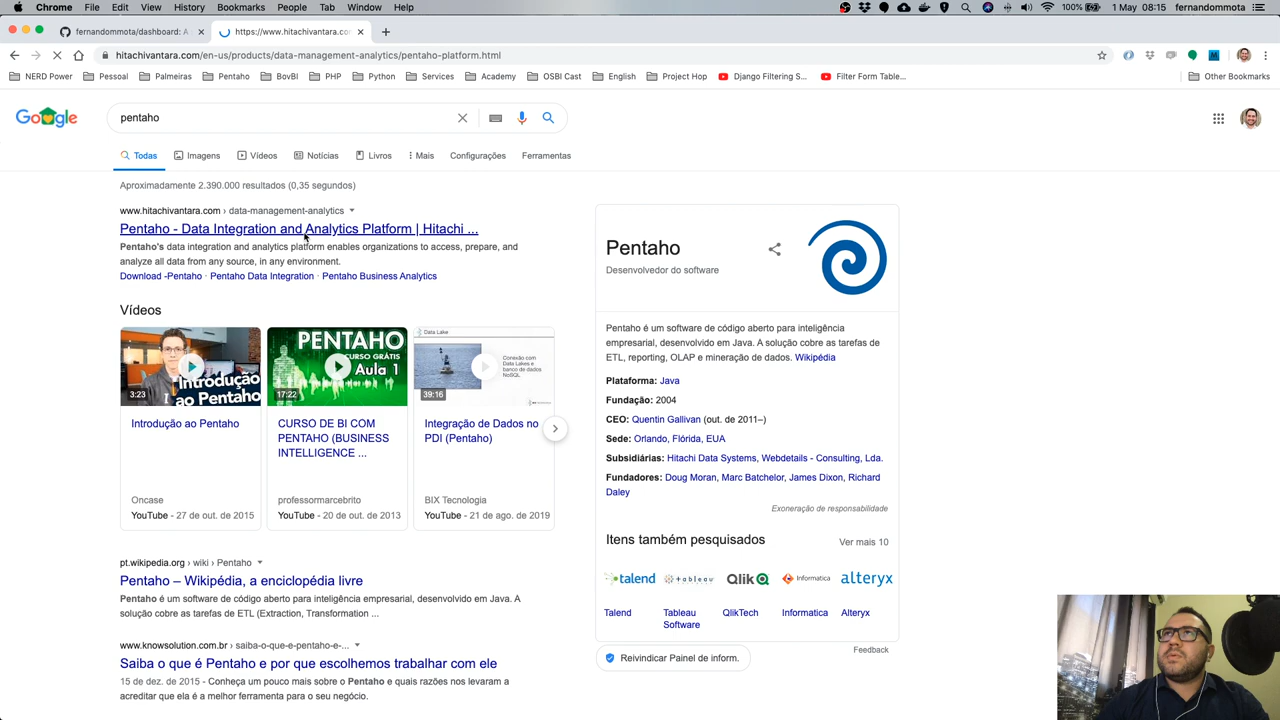 Chrome File Edit View History Bookmarks People Tab Window Help 100% 1 May 08:15 fernandommota
fernandommota/dashboard: A
https://www.hitachivantara.com
hitachivantara.com/en-us/products/data-management-analytics/pentaho-platform.html
NERD Power Pessoal Palmeiras Pentaho BovBI PHP Python Services Academy OSBI Cast English Project Hop Django Filtering S... Filter Form Table... Other Bookmarks
Google
pentaho
Todas Imagens Vídeos Notícias Livros Mais Configurações Ferramentas
Aproximadamente 2.390.000 resultados (0,35 segundos)
www.hitachivantara.com › data-management-analytics
Pentaho - Data Integration and Analytics Platform | Hitachi ...
Pentaho's data integration and analytics platform enables organizations to access, prepare, and
analyze all data from any source, in any environment.
Download -Pentaho · Pentaho Data Integration · Pentaho Business Analytics
Vídeos
Introdução
ao Pentaho
3:23
Introdução ao Pentaho
Oncase
YouTube - 27 de out. de 2015
PENTAHO
CURSO GRÁTIS
Aula 1
17:22
CURSO DE BI COM
PENTAHO (BUSINESS
INTELLIGENCE ...
professormarcebrito
YouTube - 20 de out. de 2013
Data Lake
Conexão com
Data Lakes e
banco de dados
NoSQL
39:16
Integração de Dados no
PDI (Pentaho)
BIX Tecnologia
YouTube - 21 de ago. de 2019
pt.wikipedia.org › wiki › Pentaho
Pentaho – Wikipédia, a enciclopédia livre
Pentaho é um software de código aberto para inteligência empresarial, desenvolvido em Java. A
solução cobre as tarefas de ETL (Extraction, Transformation ...
www.knowsolution.com.br › saiba-o-que-e-pentaho-e-...
Saiba o que é Pentaho e por que escolhemos trabalhar com ele
15 de dez. de 2015 - Conheça um pouco mais sobre o Pentaho e quais razões nos levaram a
acreditar que ela é a melhor ferramenta para o seu negócio.
Pentaho
Desenvolvedor do software
Pentaho é um software de código aberto para inteligência
empresarial, desenvolvido em Java. A solução cobre as tarefas de
ETL, reporting, OLAP e mineração de dados. Wikipédia
Plataforma: Java
Fundação: 2004
CEO: Quentin Gallivan (out. de 2011–)
Sede: Orlando, Flórida, EUA
Subsidiárias: Hitachi Data Systems, Webdetails - Consulting, Lda.
Fundadores: Doug Moran, Marc Batchelor, James Dixon, Richard
Daley
Exoneração de responsabilidade
Itens também pesquisados
Ver mais 10
talend tableau Qlik Informatica alteryx
Talend Tableau QlikTech Informatica Alteryx
Software
Feedback
Reivindicar Painel de inform.